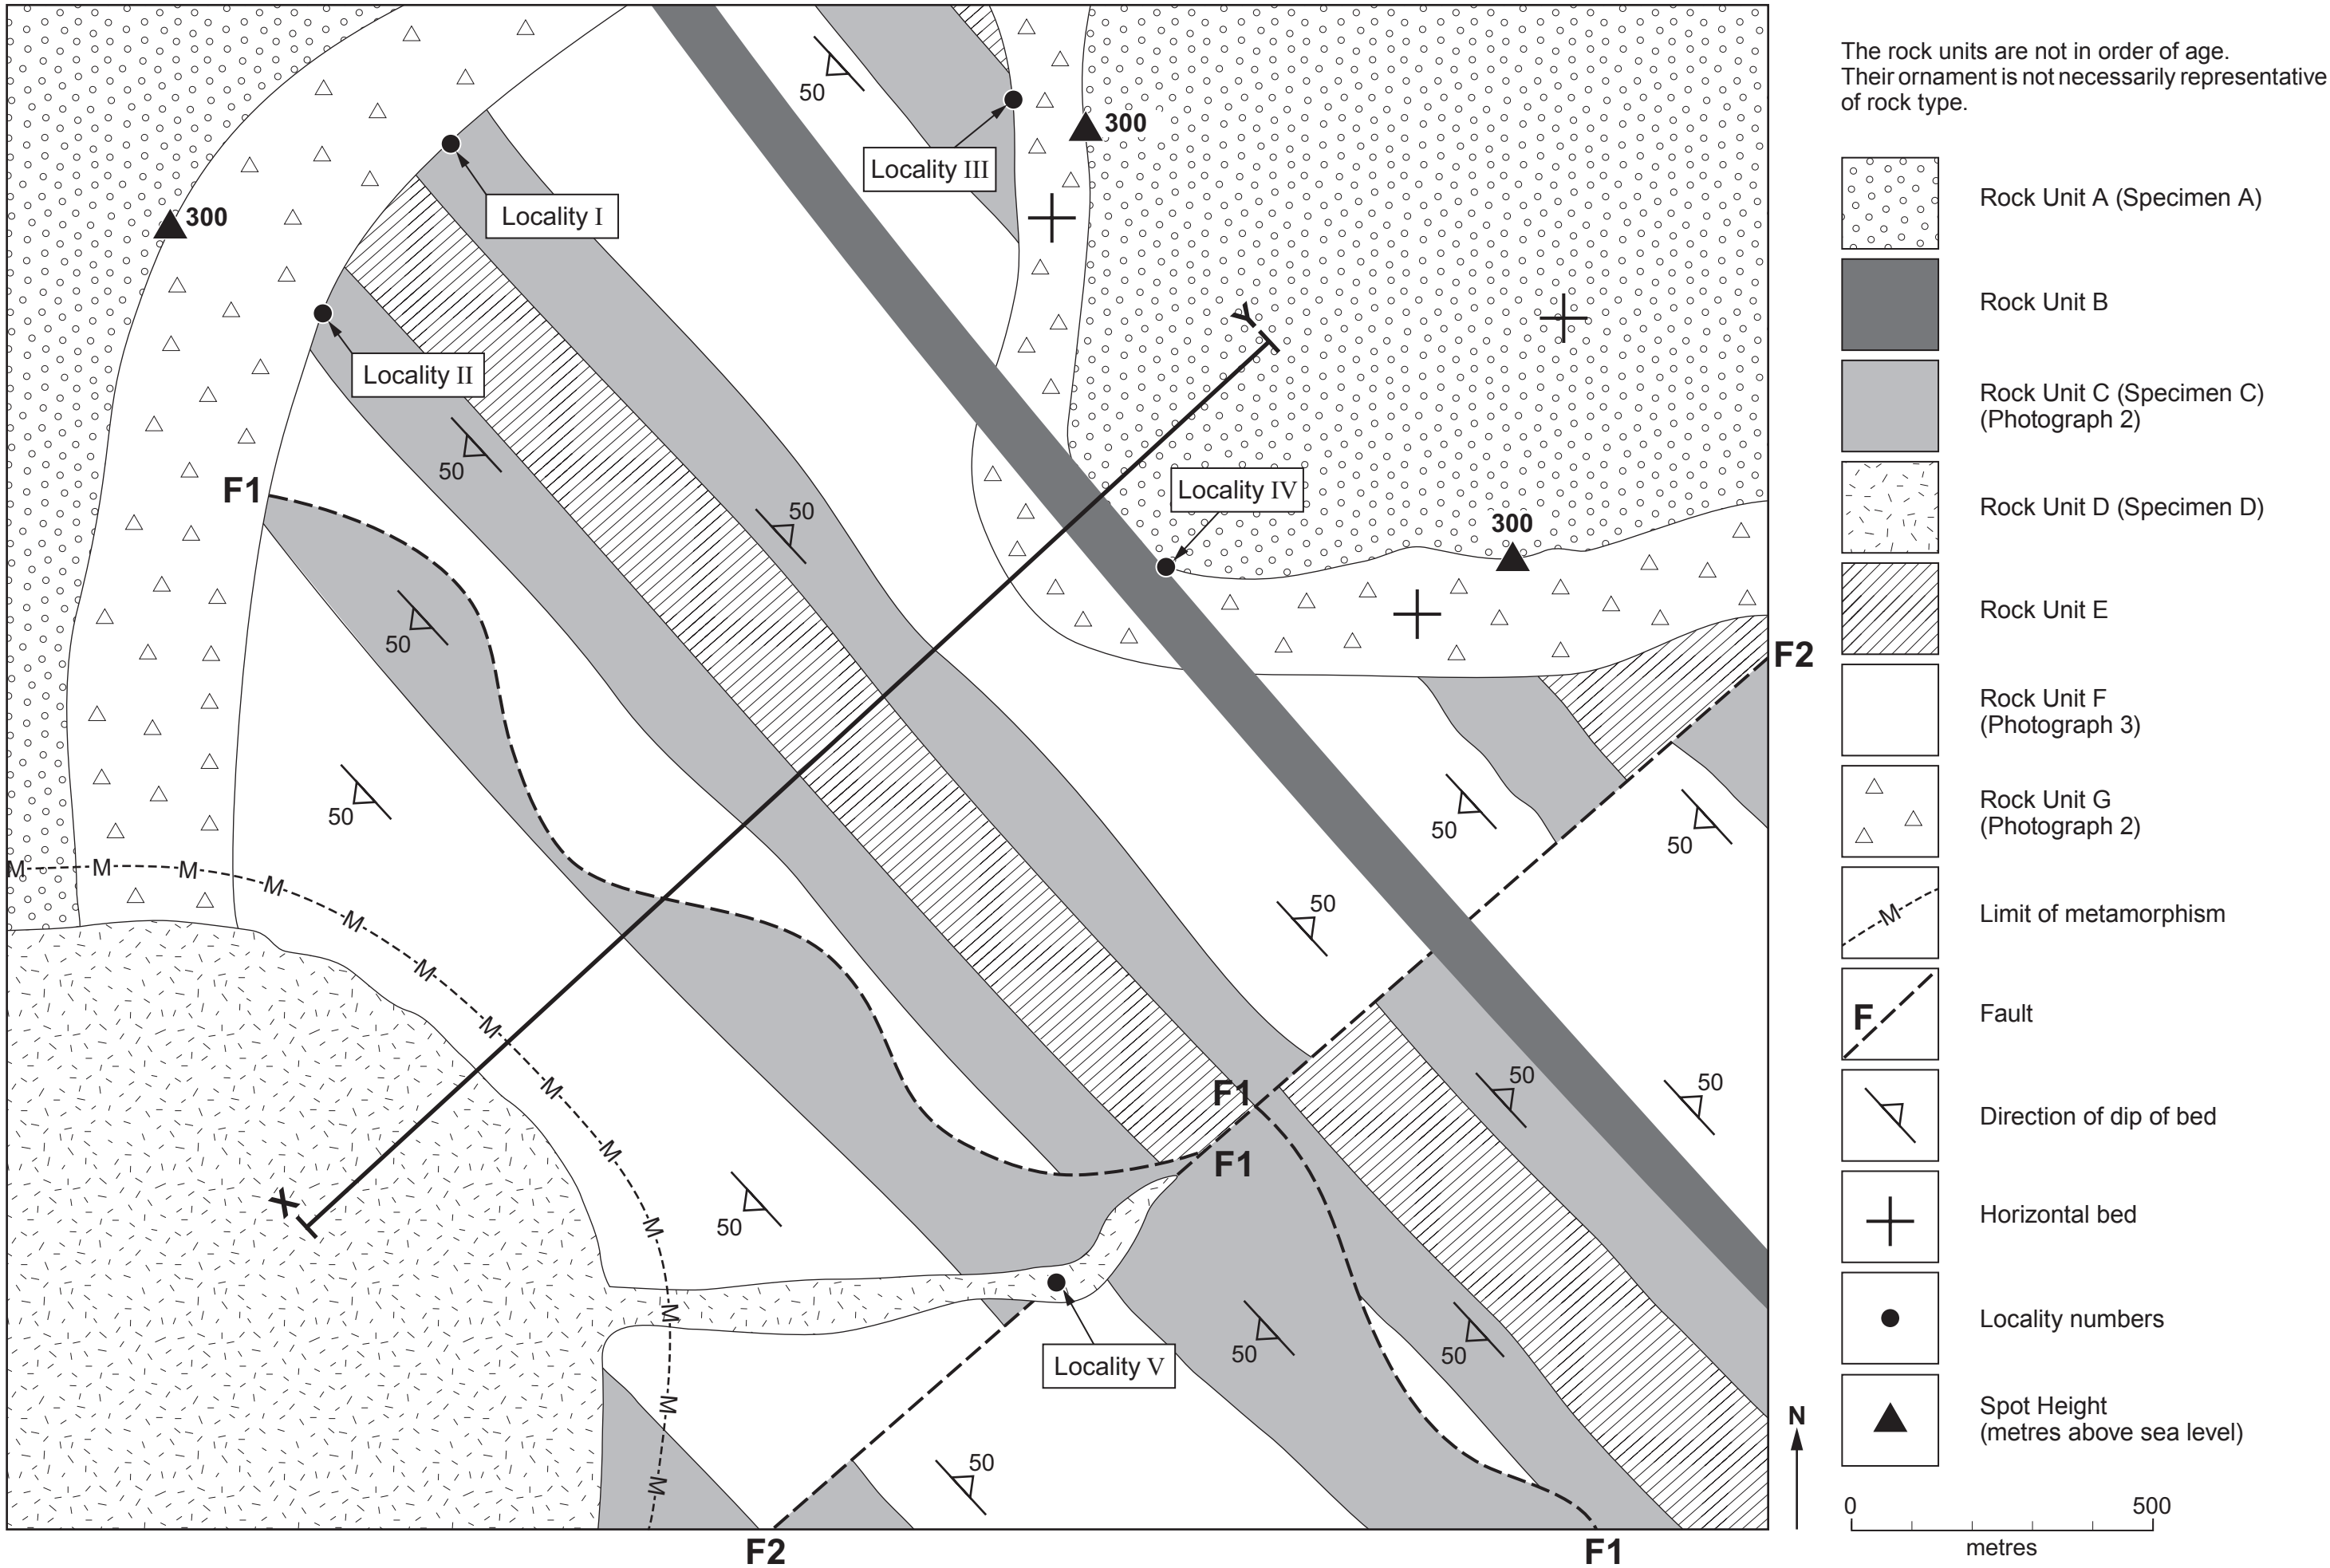 The rock units are not in order of age.
Their ornament is not necessarily representative
of rock type.
Rock Unit A (Specimen A)
Rock Unit B
Rock Unit C (Specimen C)
(Photograph 2)
Rock Unit D (Specimen D)
Rock Unit E
Rock Unit F
(Photograph 3)
Rock Unit G
(Photograph 2)
M
Limit of metamorphism
F
Fault
Direction of dip of bed
Horizontal bed
Locality numbers
Spot Height
(metres above sea level)
N
0 500
metres
50
300
Locality III
Locality I
300
Y
Locality II
50
50
Locality IV
F1
300
50
F2
50
50
50
M M M M M M M M M M M M M M
50
F1
50
50
F1
X
50
50
50
Locality V
50
F2
F1